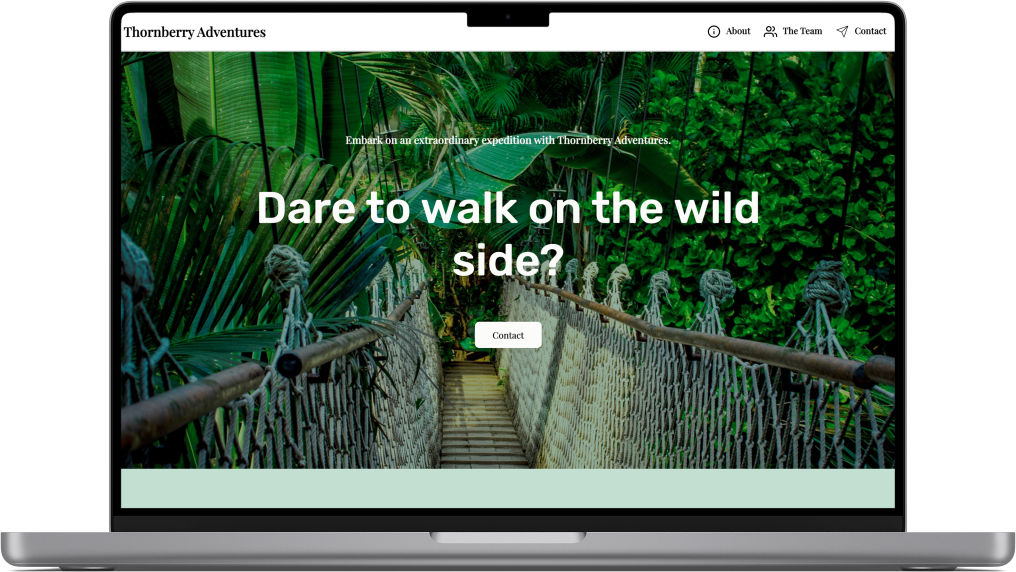 Thornberry Adventures
About
The Team
Contact
Embark on an extraordinary expedition with Thornberry Adventures.
Dare to walk on the wild
side?
Contact